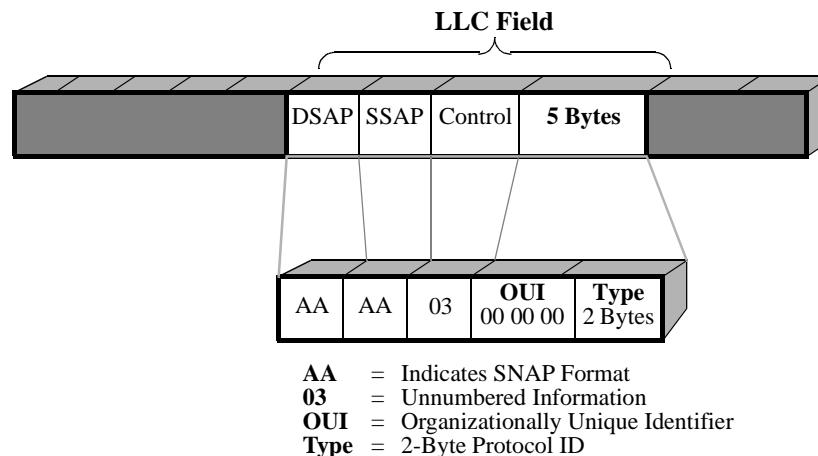 LLC Field
DSAP SSAP Control 5 Bytes
AA AA 03 OUI 00 00 00 Type 2 Bytes
AA = Indicates SNAP Format
03 = Unnumbered Information
OUI = Organizationally Unique Identifier
Type = 2-Byte Protocol ID